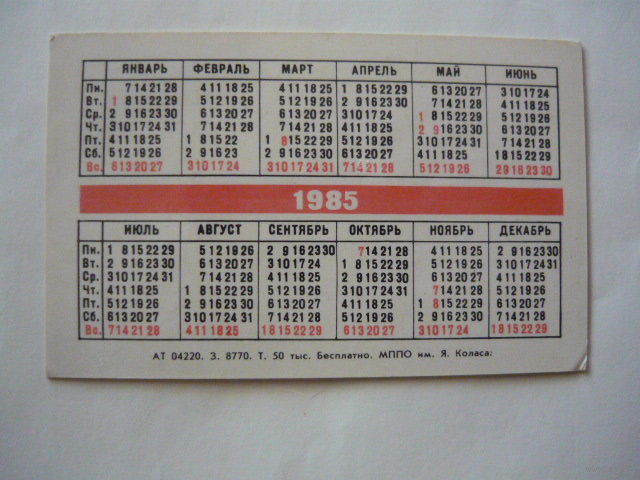 ЯНВАРЬ ФЕВРАЛЬ МАРТ АПРЕЛЬ МАЙ ИЮНЬ
Пн. 7 14 21 28 4 11 18 25 4 11 18 25 1 8 15 22 29 6 13 20 27 3 10 17 24
Вт. 1 8 15 22 29 5 12 19 26 5 12 19 26 2 9 16 23 30 7 14 21 28 4 11 18 25
Ср. 2 9 16 23 30 6 13 20 27 6 13 20 27 3 10 17 24 1 8 15 22 29 5 12 19 26
Чт. 3 10 17 24 31 7 14 21 28 7 14 21 28 4 11 18 25 2 9 16 23 30 6 13 20 27
Пт. 4 11 18 25 1 8 15 22 1 8 15 22 29 5 12 19 26 3 10 17 24 31 7 14 21 28
Сб. 5 12 19 26 2 9 16 23 2 9 16 23 30 6 13 20 27 4 11 18 25 1 8 15 22 29
Вс. 6 13 20 27 3 10 17 24 3 10 17 24 31 7 14 21 28 5 12 19 26 2 9 16 23 30
1985
ИЮЛЬ АВГУСТ СЕНТЯБРЬ ОКТЯБРЬ НОЯБРЬ ДЕКАБРЬ
Пн. 1 8 15 22 29 5 12 19 26 2 9 16 23 30 7 14 21 28 4 11 18 25 2 9 16 23 30
Вт. 2 9 16 23 30 6 13 20 27 3 10 17 24 1 8 15 22 29 5 12 19 26 3 10 17 24 31
Ср. 3 10 17 24 31 7 14 21 28 4 11 18 25 2 9 16 23 30 6 13 20 27 4 11 18 25
Чт. 4 11 18 25 1 8 15 22 29 5 12 19 26 3 10 17 24 31 7 14 21 28 5 12 19 26
Пт. 5 12 19 26 2 9 16 23 30 6 13 20 27 4 11 18 25 1 8 15 22 29 6 13 20 27
Сб. 6 13 20 27 3 10 17 24 31 7 14 21 28 5 12 19 26 2 9 16 23 30 7 14 21 28
Вс. 7 14 21 28 4 11 18 25 1 8 15 22 29 6 13 20 27 3 10 17 24 1 8 15 22 29
АТ 04220. З. 8770. Т. 50 тыс. Бесплатно. МППО им. Я. Коласа.